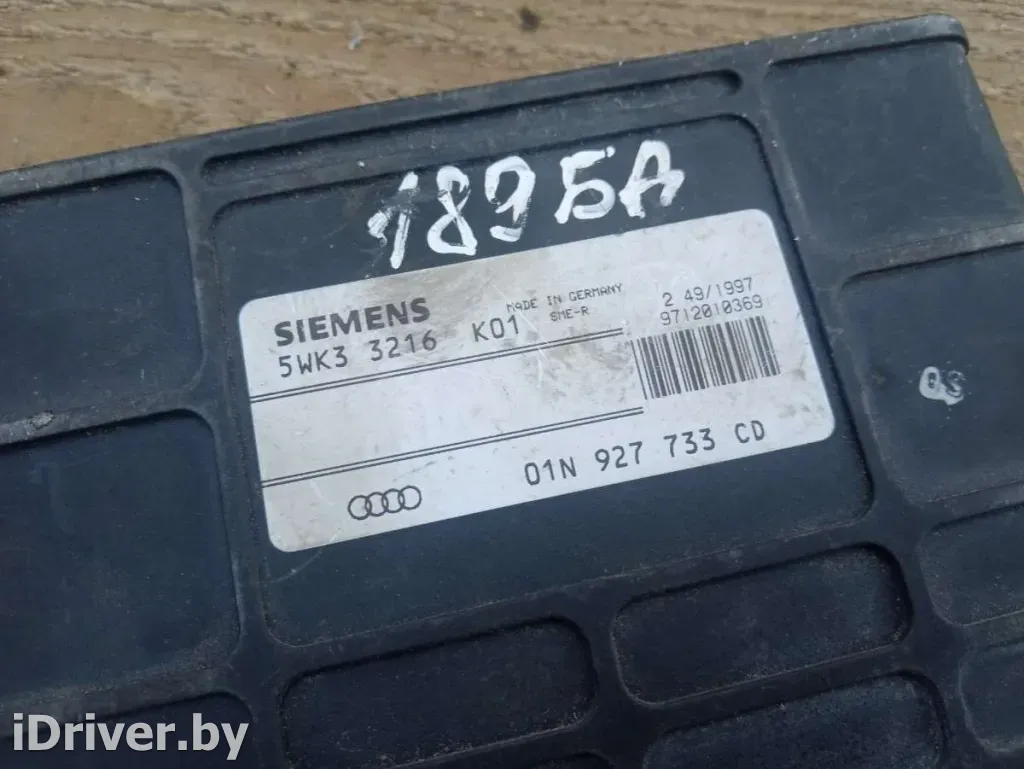 189БА
SIEMENS
5WK3 3216 K01
MADE IN GERMANY
SME-R
2 49/1997
9712010369
01N 927 733 CD
QS
iDriver.by